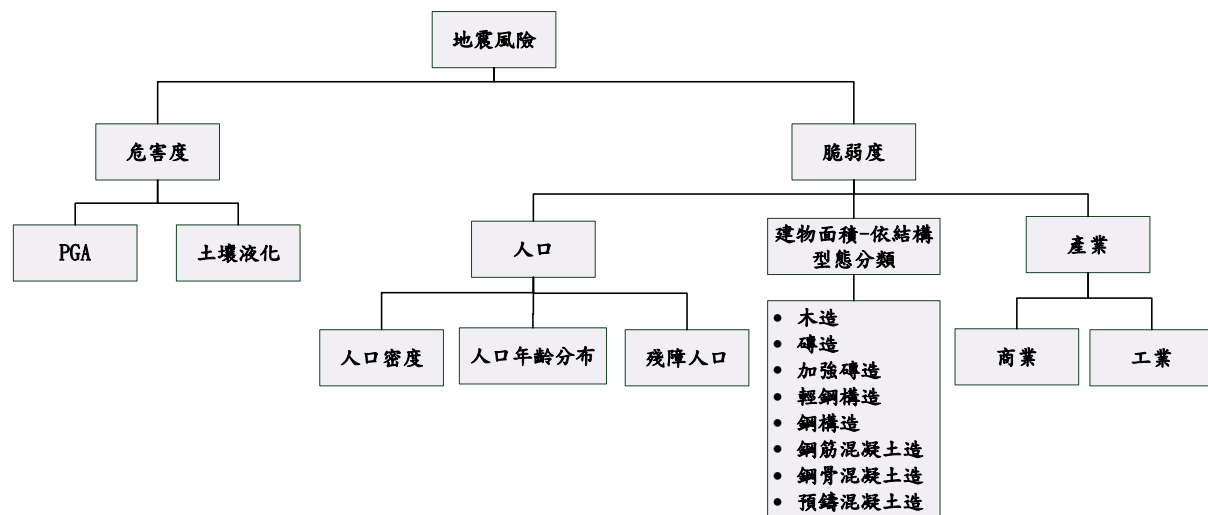 地震風險
危害度
脆弱度
PGA
土壤液化
人口
建物面積-依結構
型態分類
產業
人口密度
人口年齡分布
殘障人口
• 木造
• 磚造
• 加強磚造
• 輕鋼構造
• 鋼構造
• 鋼筋混凝土造
• 鋼骨混凝土造
• 預鑄混凝土造
商業
工業